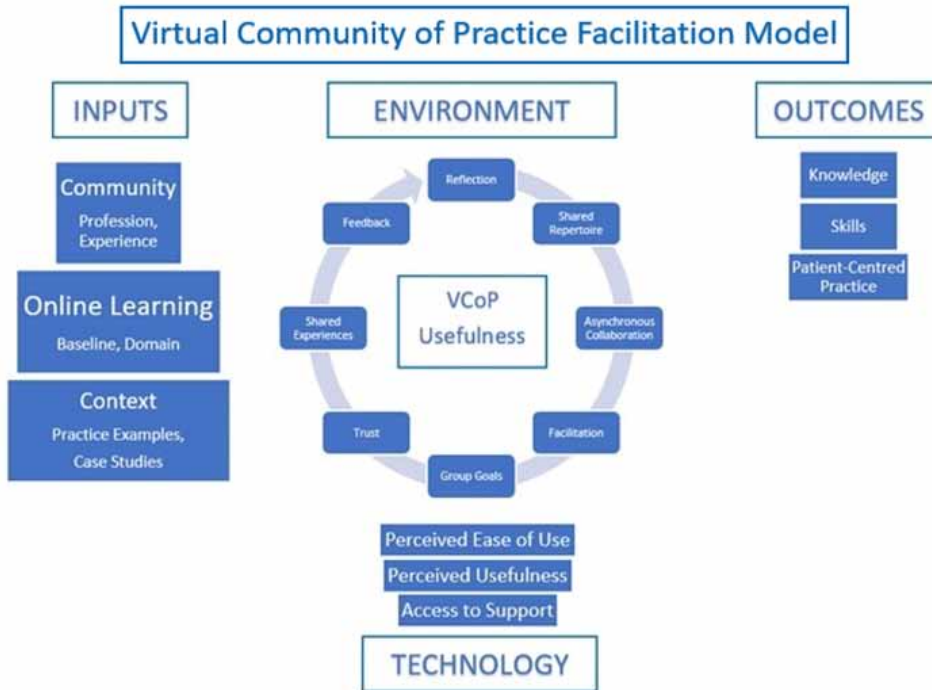 Virtual Community of Practice Facilitation Model
INPUTS
Community
Profession,
Experience
Online Learning
Baseline, Domain
Context
Practice Examples,
Case Studies
ENVIRONMENT
Reflection
Shared
Repertoire
Asynchronous
Collaboration
Facilitation
Group Goals
Trust
Shared
Experiences
Feedback
VCoP
Usefulness
Perceived Ease of Use
Perceived Usefulness
Access to Support
TECHNOLOGY
OUTCOMES
Knowledge
Skills
Patient-Centred
Practice